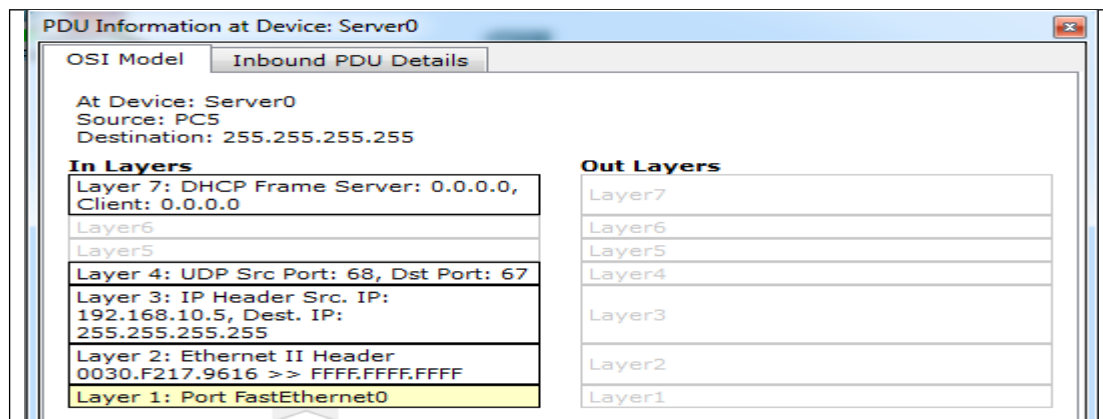 PDU Information at Device: Server0
OSI Model
Inbound PDU Details
At Device: Server0
Source: PC5
Destination: 255.255.255.255
In Layers
Layer 7: DHCP Frame Server: 0.0.0.0,
Client: 0.0.0.0
Layer6
Layer5
Layer 4: UDP Src Port: 68, Dst Port: 67
Layer 3: IP Header Src. IP:
192.168.10.5, Dest. IP:
255.255.255.255
Layer 2: Ethernet II Header
0030.F217.9616 >> FFFF.FFFF.FFFF
Layer 1: Port FastEthernet0
Out Layers
Layer7
Layer6
Layer5
Layer4
Layer3
Layer2
Layer1